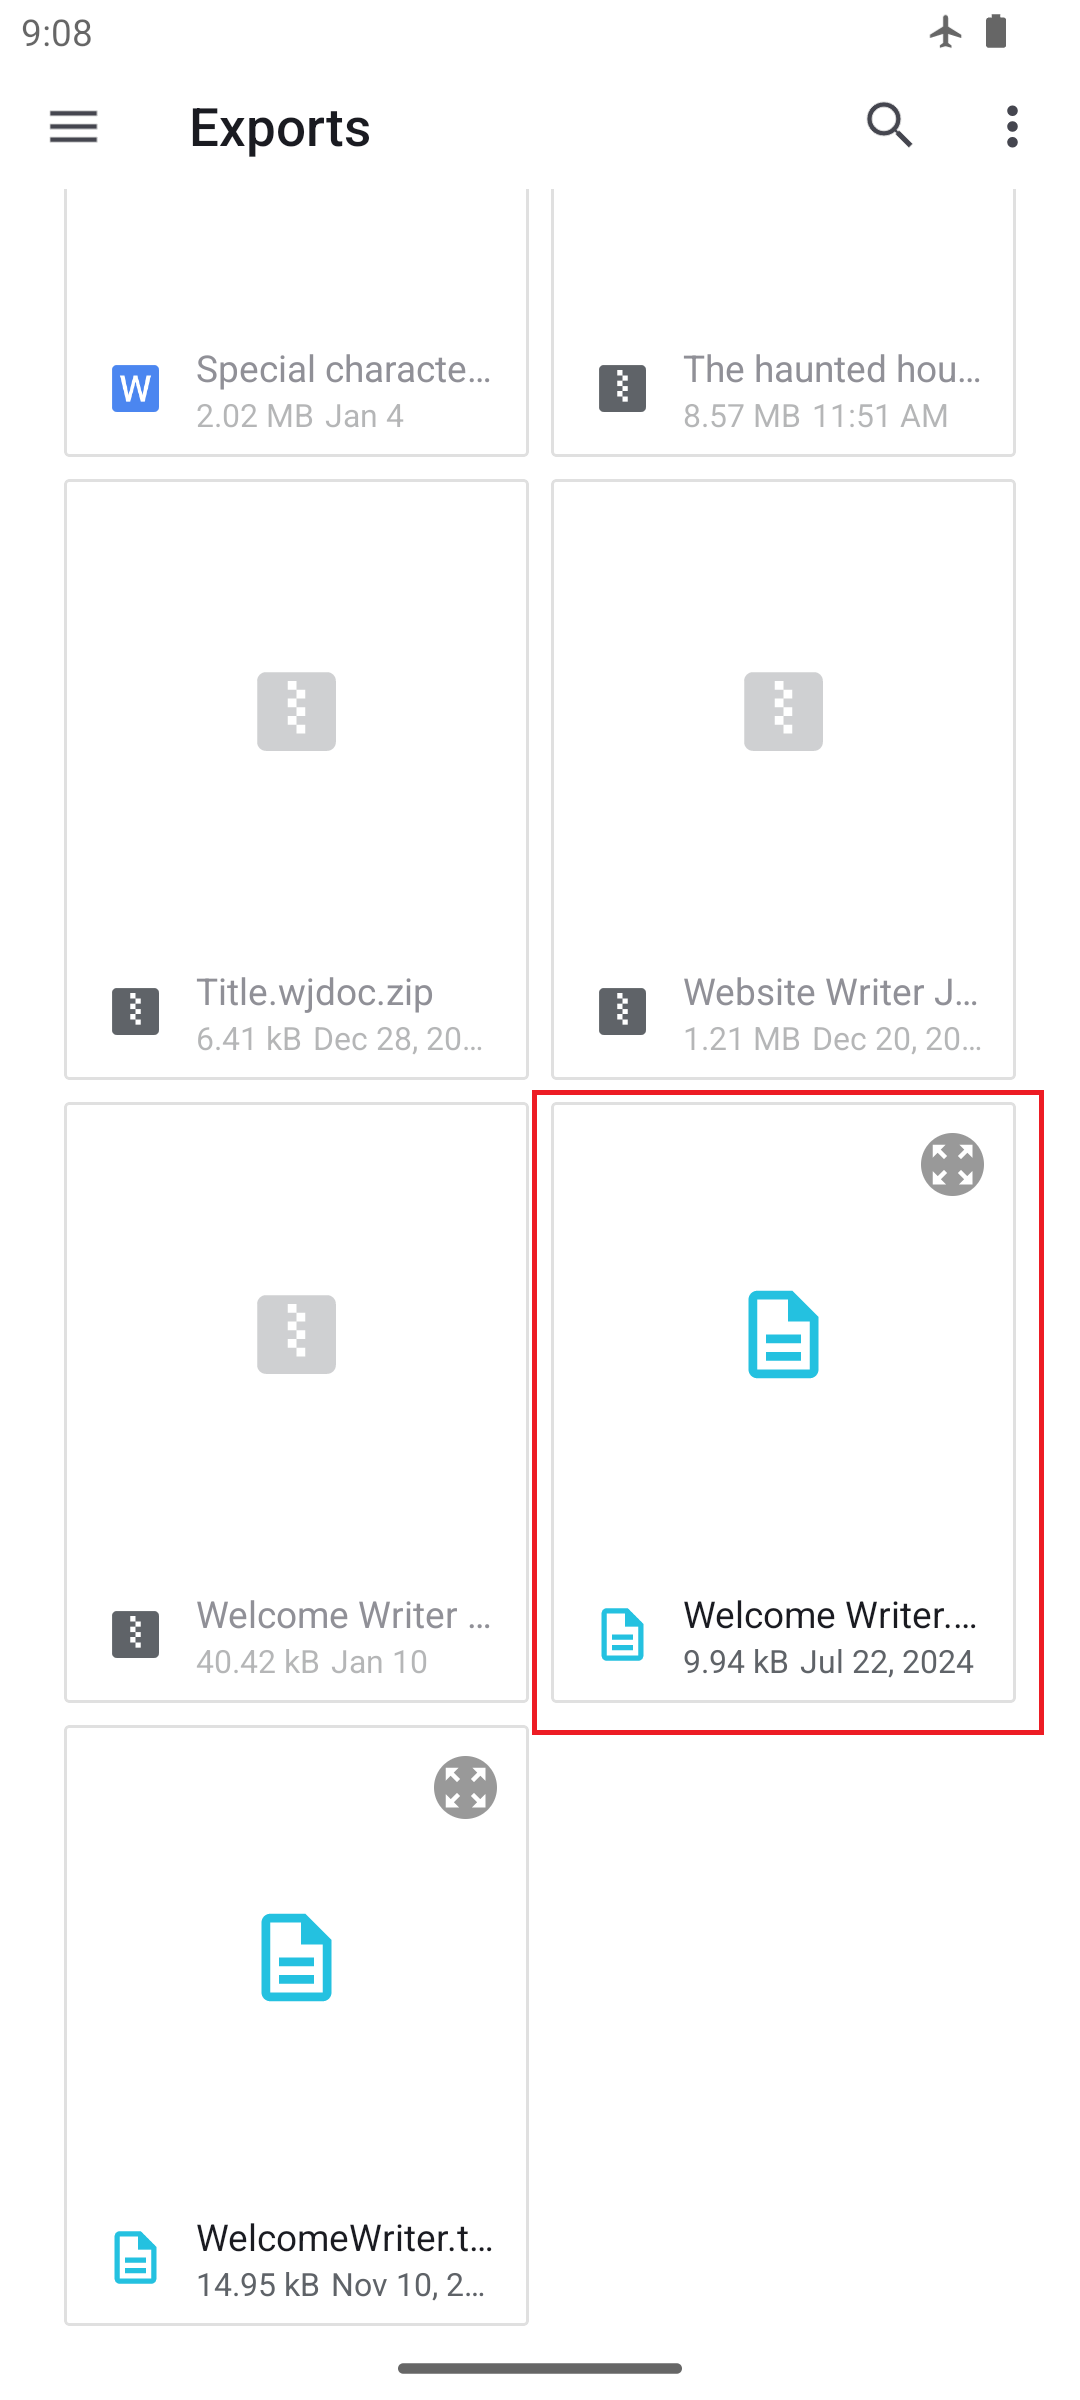 9:08
Exports
W
Special characte...
2.02 MB Jan 4
The haunted hou...
8.57 MB 11:51 AM
Title.wjdoc.zip
6.41 kB Dec 28, 20...
Website Writer J...
1.21 MB Dec 20, 20...
Welcome Writer ...
40.42 kB Jan 10
Welcome Writer....
9.94 kB Jul 22, 2024
WelcomeWriter.t...
14.95 kB Nov 10, 2...